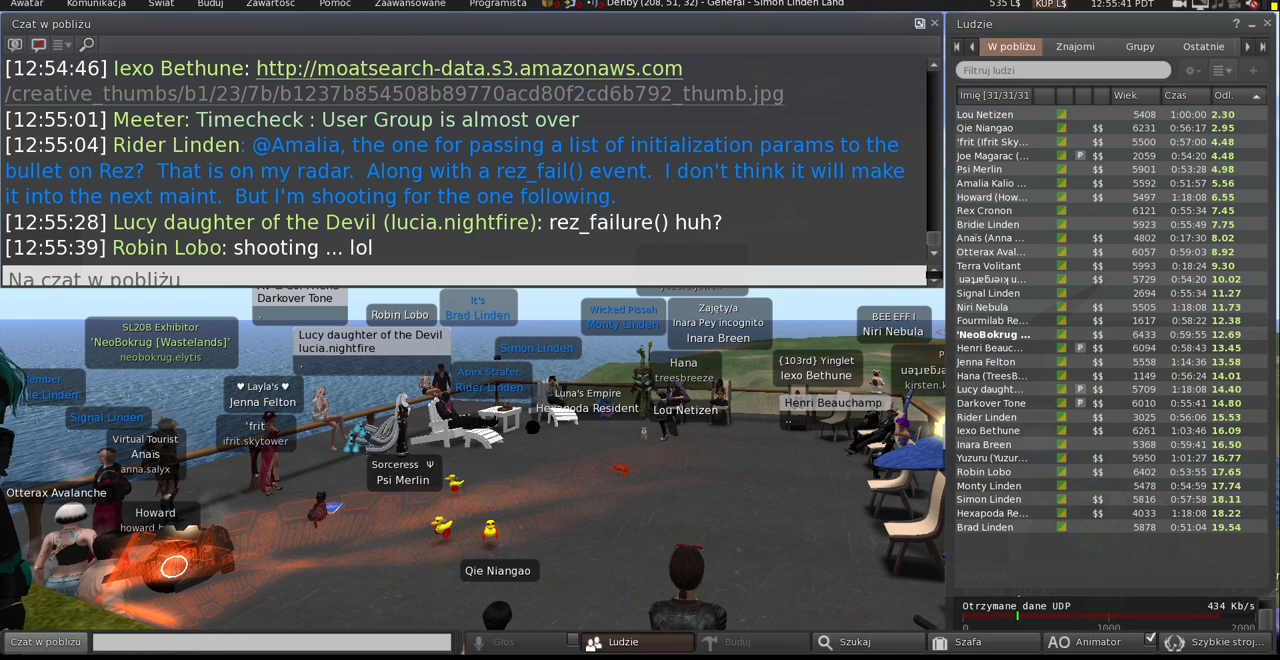 Awatar Komunikacja Świat Buduj Zawartość Pomoc Zaawansowane Programista Denby (208, 51, 32) - General - Simon Linden Land 535 L$ KUP L$ 12:55:41 PDT
Czat w pobliżu
[12:54:46] Iexo Bethune: http://moatsearch-data.s3.amazonaws.com
/creative_thumbs/b1/23/7b/b1237b854508b89770acd80f2cd6b792_thumb.jpg
[12:55:01] Meeter: Timecheck : User Group is almost over
[12:55:04] Rider Linden: @Amalia, the one for passing a list of initialization params to the
bullet on Rez? That is on my radar. Along with a rez_fail() event. I don't think it will make
it into the next maint. But I'm shooting for the one following.
[12:55:28] Lucy daughter of the Devil (lucia.nightfire): rez_failure() huh?
[12:55:39] Robin Lobo: shooting ... lol
Na czat w pobliżu
Darkover Tone
.
Robin Lobo
It's
Brad Linden
Wicked Pissah
Monty Linden
Zajęty/a
Inara Pey incognito
Inara Breen
BEE EFF !
Niri Nebula
SL20B Exhibitor
'NeoBokrug [Wastelands]'
neobokrug.elytis
Lucy daughter of the Devil
lucia.nightfire
.
Simon Linden
Hana
treesbreeze
{103rd} Yinglet
Iexo Bethune
kirsten.k
Apex Strafer
Rider Linden
♥ Layla's ♥
Jenna Felton
Luna's Empire
Hexapoda Resident
Lou Netizen
Henri Beauchamp
..
Signal Linden
'frit
ifrit.skytower
Virtual Tourist
Anais
anna.salyx
Sorceress Ψ
Psi Merlin
Otterax Avalanche
Howard
Qie Niangao
Ludzie
W pobliżu Znajomi Grupy Ostatnie
Filtruj ludzi
Imię [31/31/31 Wiek Czas Odl.
Lou Netizen 5408 1:00:00 2.30
Qie Niangao $$ 6231 0:56:17 2.95
'frit (Ifrit Sky... $$ 5500 0:57:00 4.48
Joe Magarac (... P $$ 2059 0:54:20 4.48
Psi Merlin $$ 5901 0:53:28 4.98
Amalia Kalio ... $$ 5592 0:51:57 5.56
Howard (How... $$ 5497 1:18:08 6.55
Rex Cronon 6121 0:55:34 7.45
Bridie Linden 5923 0:55:49 7.75
Anais (Anna ... $$ 4802 0:17:30 8.02
Otterax Aval... $$ 6057 0:59:03 8.92
Terra Volitant $$ 5993 0:18:24 9.30
$$ 5729 0:54:20 10.02
Signal Linden 2694 0:55:34 11.27
Niri Nebula $$ 5505 1:18:08 11.73
Fourmilab Re... $$ 1617 0:58:22 12.38
'NeoBokrug ... $$ 6433 0:59:55 12.69
Henri Beauc... P $$ 6094 0:58:43 13.45
Jenna Felton $$ 5558 1:14:36 13.58
Hana (TreesB... $$ 1149 0:56:24 14.01
Lucy daught... P $$ 5709 1:18:08 14.40
Darkover Tone P $$ 6010 0:55:41 14.80
Rider Linden $$ 3025 0:56:06 15.53
Iexo Bethune $$ 6261 1:03:46 16.09
Inara Breen 5368 0:59:41 16.50
Yuzuru (Yuzur... $$ 5950 1:01:27 16.77
Robin Lobo $$ 6402 0:53:55 17.65
Monty Linden 5478 0:54:59 17.74
Simon Linden $$ 5816 0:57:58 18.11
Hexapoda Re... $$ 4033 1:18:08 18.22
Brad Linden 5878 0:51:04 19.54
Otrzymane dane UDP 434 Kb/s
0 1000 2000
Czat w pobliżu Głos Ludzie Buduj Szukaj Szafa AO Animator Szybkie stroj...